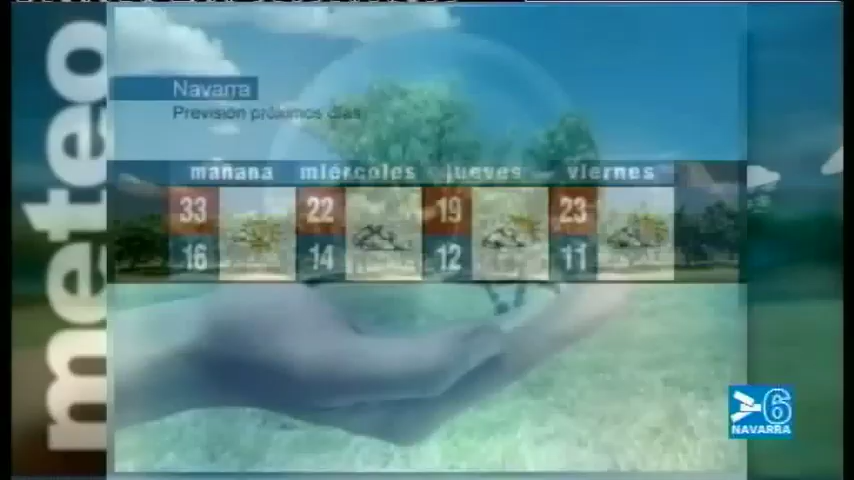 meteo
Navarra
Previsión próximos días
mañana miércoles jueves viernes
33 22 19 23
16 14 12 11
6
NAVARRA